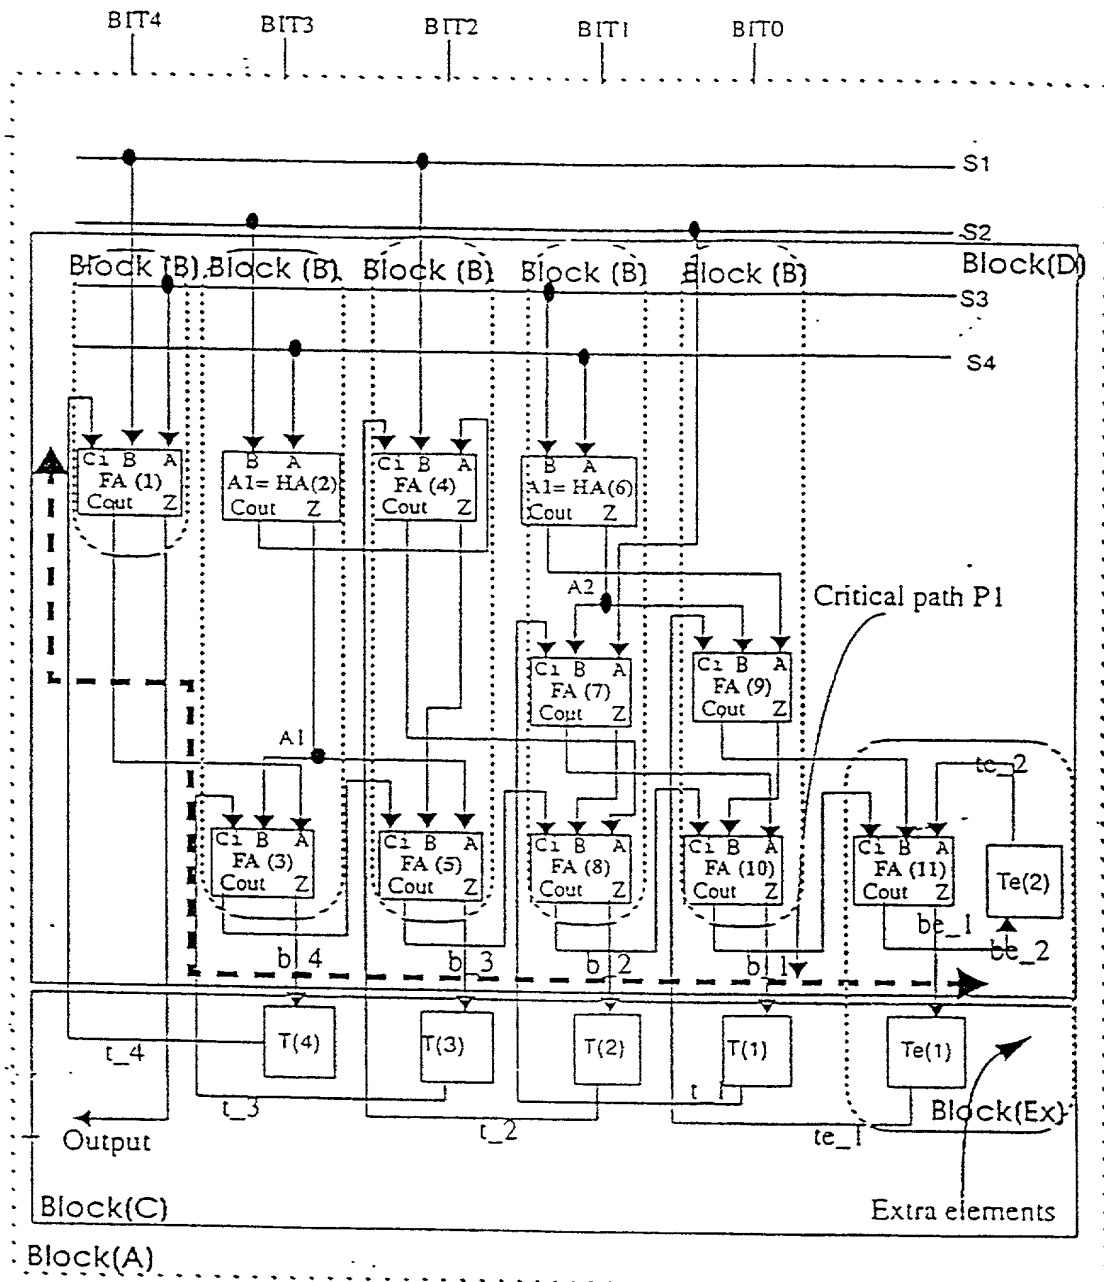 BIT4 BIT3 BIT2 BIT1 BIT0
S1
S2
Block (B) Block (B) Block (B) Block (B) Block (B) Block(D)
S3
S4
Ci B A B A Ci B A B A
FA (1) A1= HA(2) FA (4) A1= HA(6)
Cout Z Cout Z Cout Z Cout Z
A2
Critical path P1
Ci B A Ci B A
FA (7) FA (9)
Cout Z Cout Z
A1
te_2
Ci B A Ci B A Ci B A Ci B A Ci B A
FA (3) FA (5) FA (8) FA (10) FA (11) Te(2)
Cout Z Cout Z Cout Z Cout Z Cout Z
be_1
b_4 b_3 b_2 b_1 be_2
T(4) T(3) T(2) T(1) Te(1)
t_4 t_3 t_2 t_1 te_1
Block(Ex)
Output
Extra elements
Block(C)
Block(A)